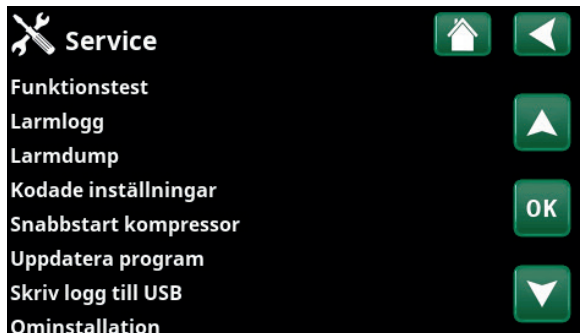 Service
Funktionstest
Larmlogg
Larmdump
Kodade inställningar
OK
Snabbstart kompressor
Uppdatera program
Skriv logg till USB
Ominstallation